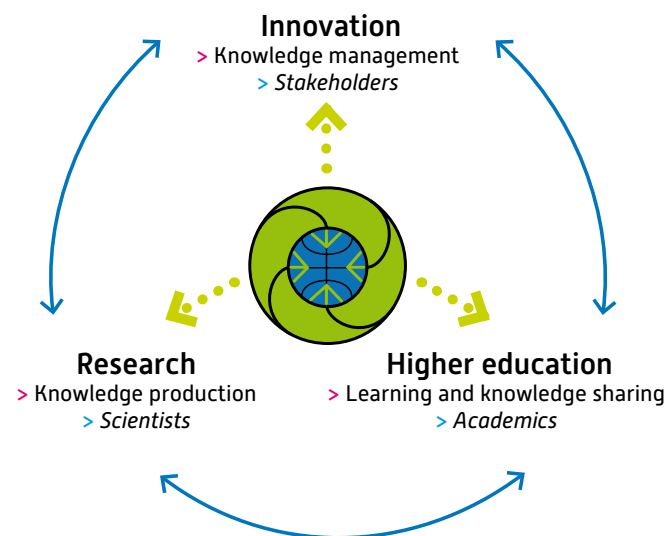 Innovation
> Knowledge management
> Stakeholders
Research
> Knowledge production
> Scientists
Higher education
> Learning and knowledge sharing
> Academics